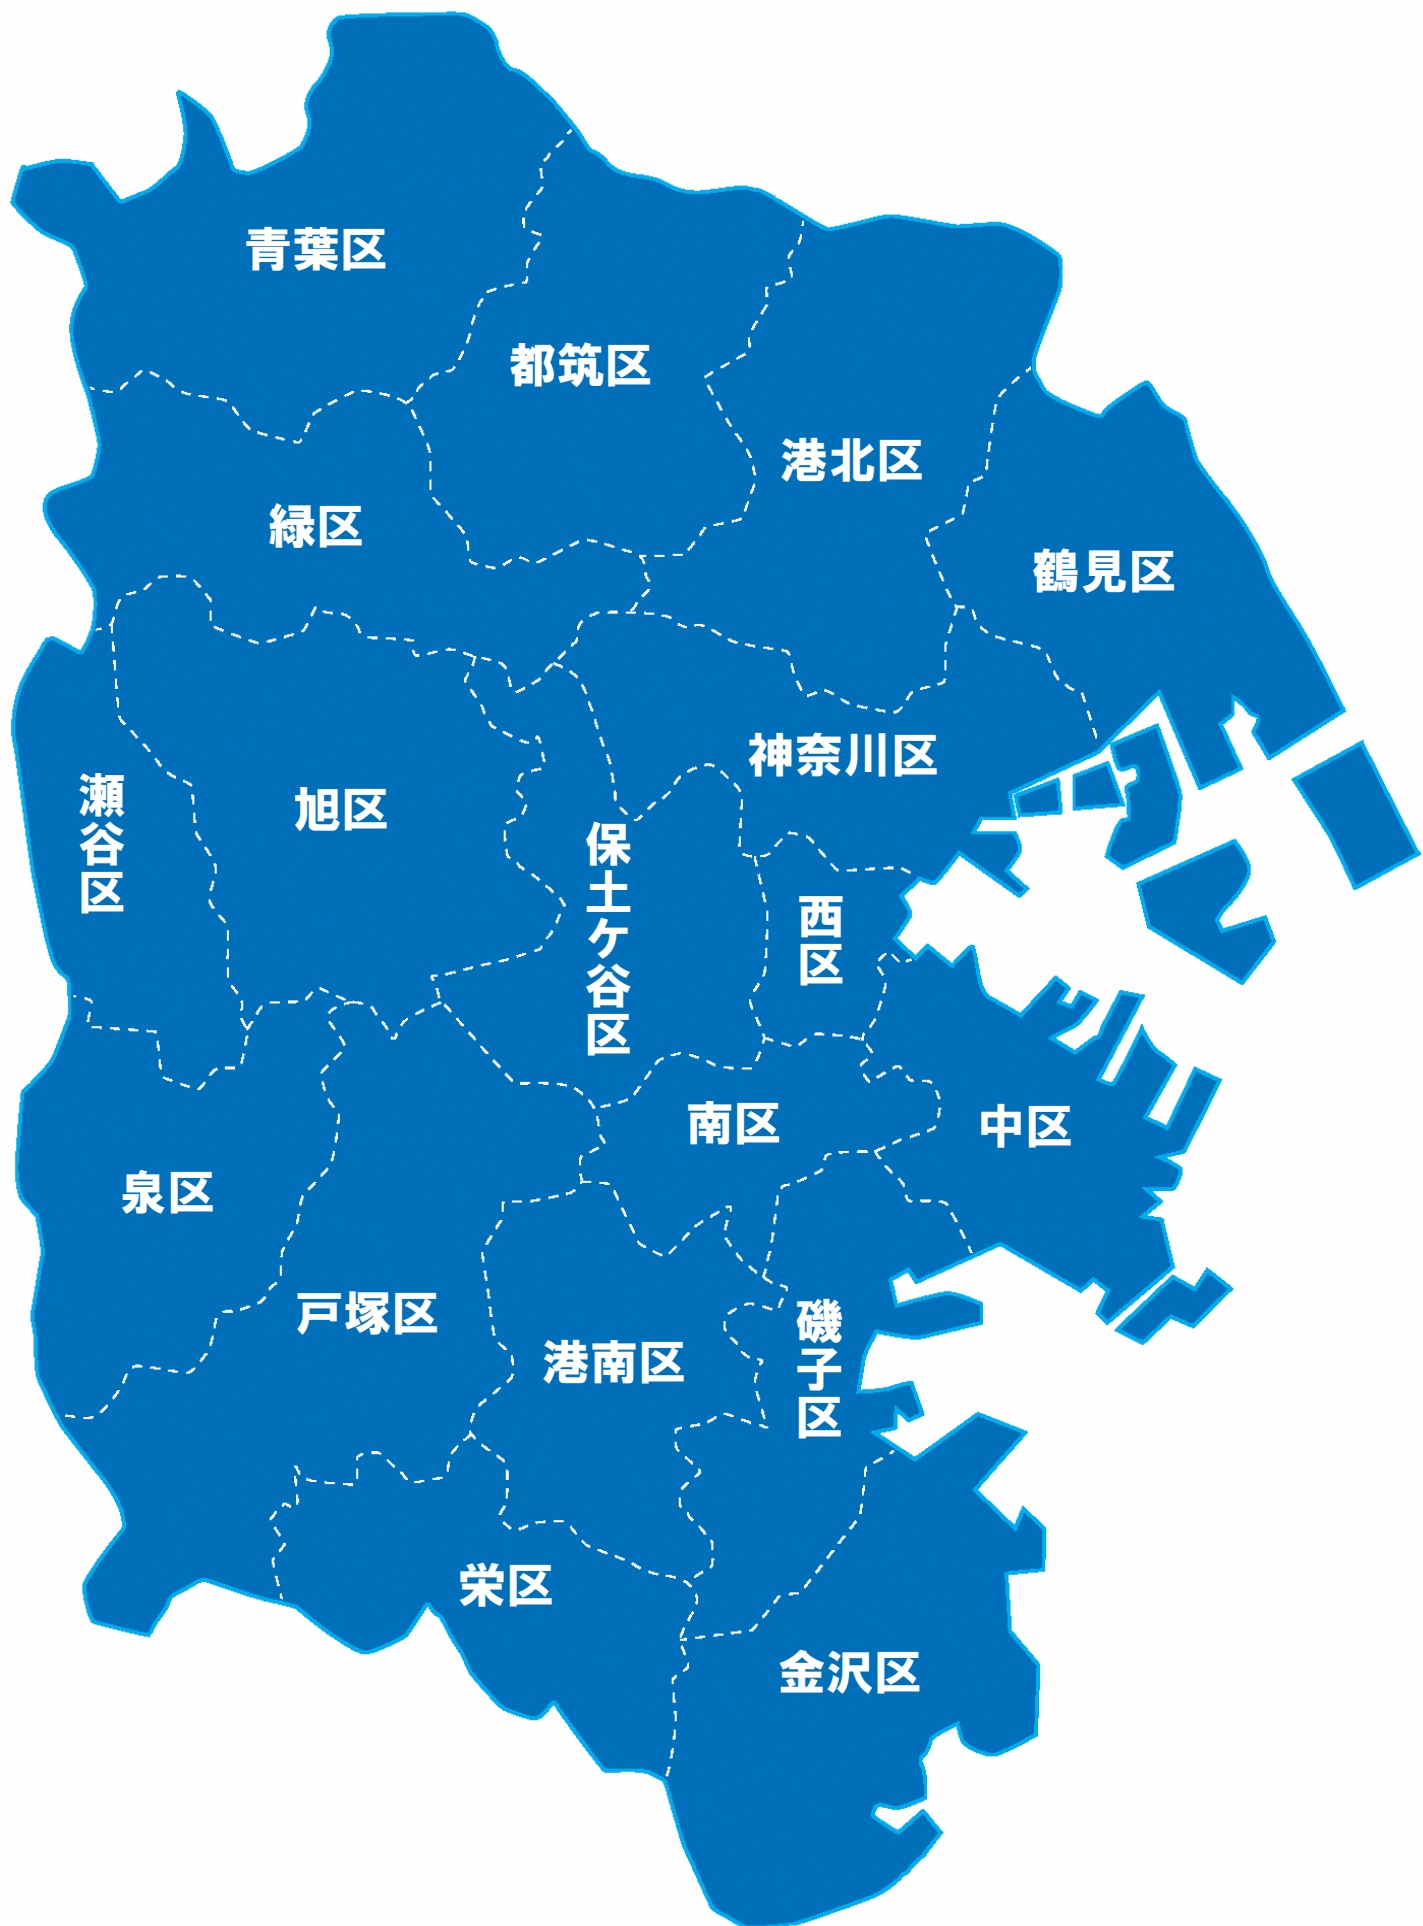 青葉区
都筑区
港北区
緑区
鶴見区
神奈川区
瀬谷区
旭区
保土ケ谷区
西区
南区
中区
泉区
戸塚区
港南区
磯子区
栄区
金沢区